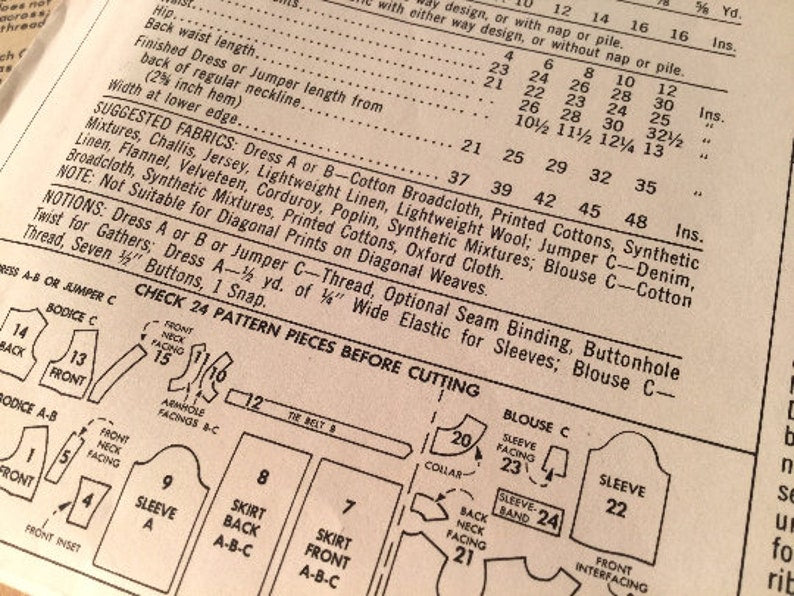 ⅝ Yd.
10 12 14 16 16 Ins.
way design, or with nap or pile.
with either way design, or without nap or pile.
4 6 8 10 12
23 24 26 28 30 Ins.
21 22 23 24 25 "
Hip 26 28 30 32½ "
Back waist length 10½ 11½ 12¼ 13 "
Finished Dress or Jumper length from
back of regular neckline 21 25 29 32 35 "
(2⅝ inch hem)
Width at lower edge 37 39 42 45 48 Ins.
SUGGESTED FABRICS: Dress A or B—Cotton Broadcloth, Printed Cottons, Synthetic
Mixtures, Challis, Jersey, Lightweight Linen, Lightweight Wool; Jumper C—Denim,
Linen, Flannel, Velveteen, Corduroy, Poplin, Synthetic Mixtures; Blouse C—Cotton
Broadcloth, Synthetic Mixtures, Printed Cottons, Oxford Cloth.
NOTE: Not Suitable for Diagonal Prints on Diagonal Weaves.
NOTIONS: Dress A or B or Jumper C—Thread, Optional Seam Binding, Buttonhole
Twist for Gathers; Dress A—½ yd. of ¼" Wide Elastic for Sleeves; Blouse C—
Thread, Seven ½" Buttons, 1 Snap.
CHECK 24 PATTERN PIECES BEFORE CUTTING
DRESS A-B OR JUMPER C
BODICE C
14
BACK
13
FRONT
FRONT
NECK
FACING
15
11
16
ARMHOLE
FACINGS B-C
12
TIE BELT B
BODICE A-B
1
FRONT
5
FRONT
NECK
FACING
4
FRONT INSET
9
SLEEVE
A
8
SKIRT
BACK
A-B-C
7
SKIRT
FRONT
A-B-C
BLOUSE C
20
COLLAR
SLEEVE
FACING
23
SLEEVE-
BAND 24
SLEEVE
22
BACK
NECK
FACING
21
FRONT
INTERFACING